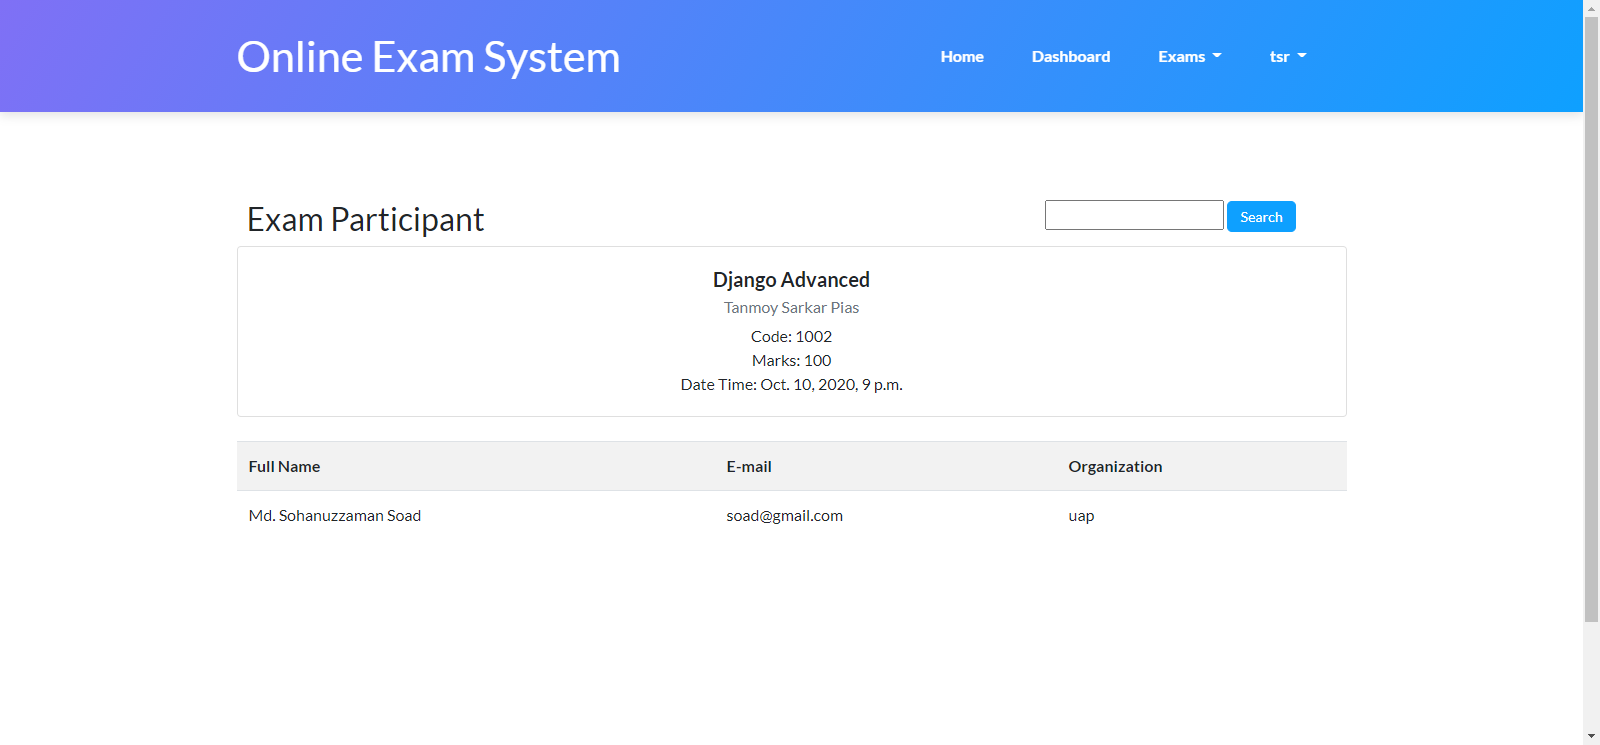 Online Exam System
Home Dashboard Exams tsr
Exam Participant
Search
Django Advanced
Tanmoy Sarkar Pias
Code: 1002
Marks: 100
Date Time: Oct. 10, 2020, 9 p.m.
Full Name E-mail Organization
Md. Sohanuzzaman Soad soad@gmail.com uap